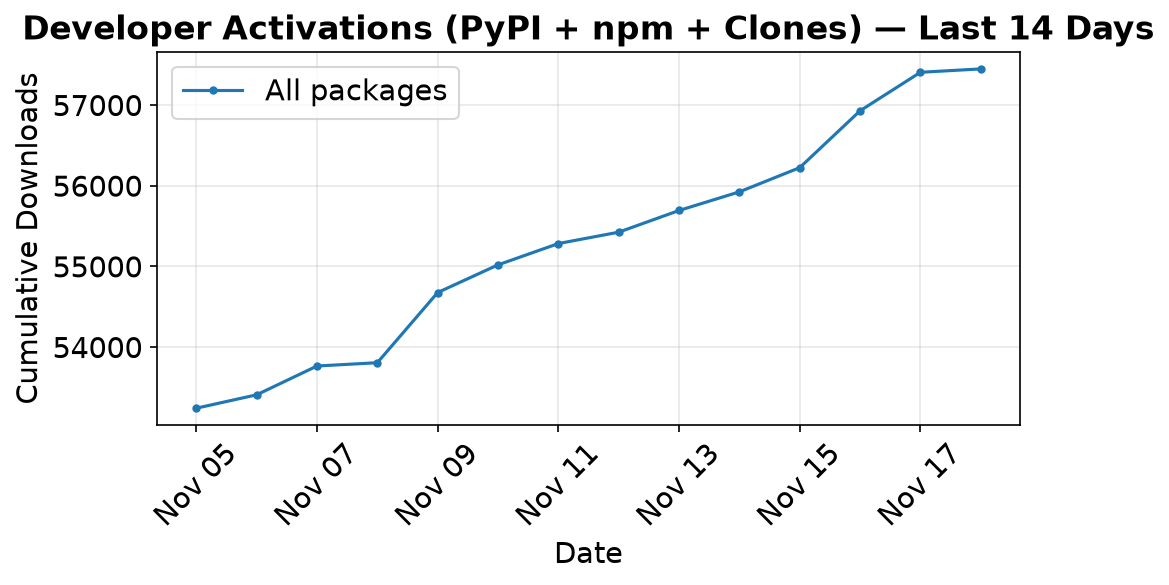 Developer Activations (PyPI + npm + Clones) — Last 14 Days
All packages
Cumulative Downloads
57000
56000
55000
54000
Nov 05
Nov 07
Nov 09
Nov 11
Nov 13
Nov 15
Nov 17
Date